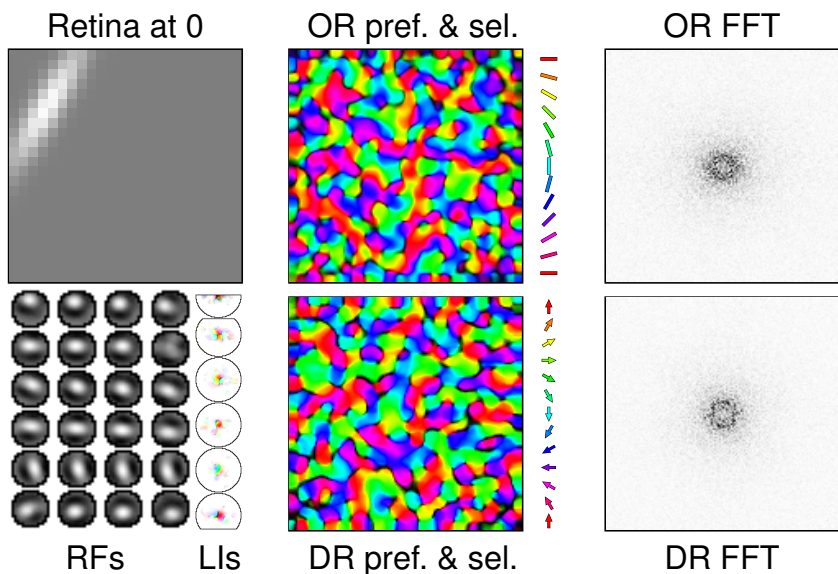 Retina at 0
OR pref. & sel.
OR FFT
RFs
LIs
DR pref. & sel.
DR FFT